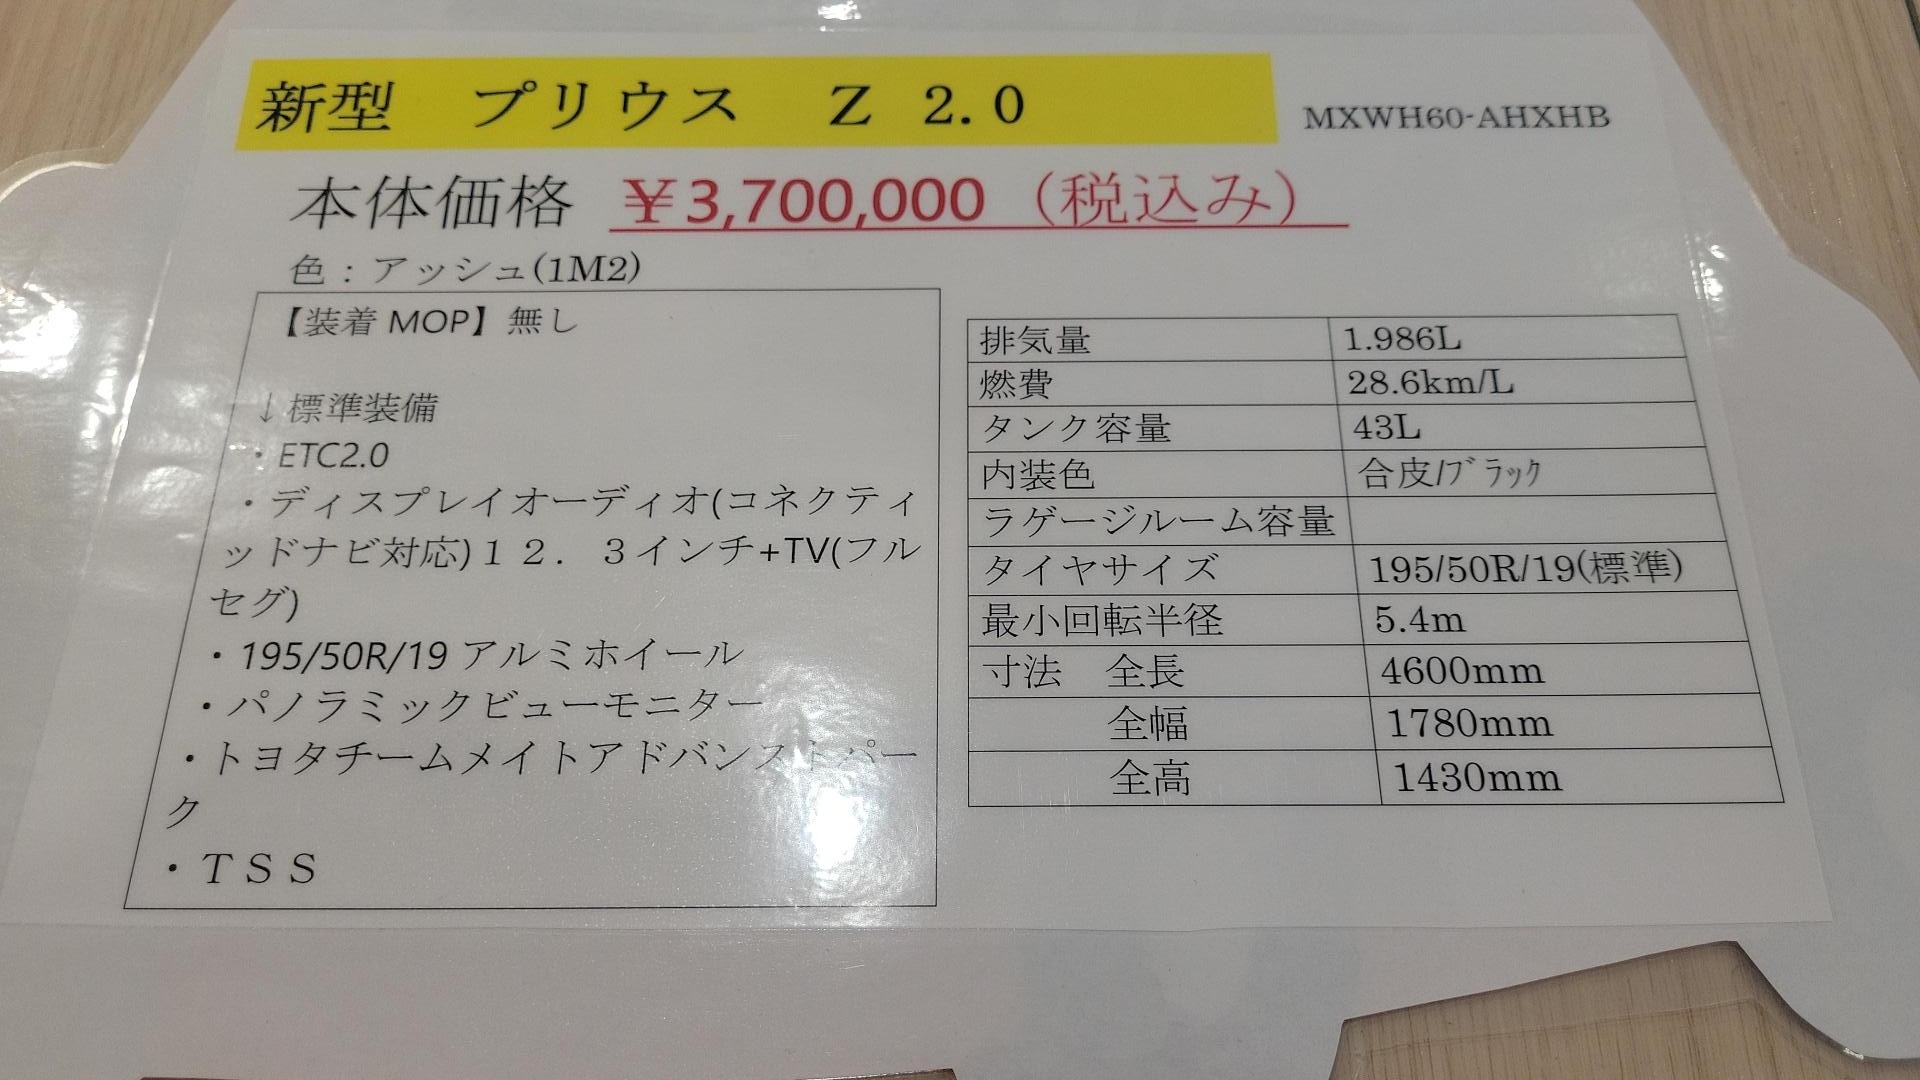 新型　プリウス　Z 2.0
MXWH60-AHXHB
本体価格　￥3,700,000（税込み）
色：アッシュ(1M2)
【装着 MOP】無し
↓標準装備
・ETC2.0
・ディスプレイオーディオ(コネクティ
ッドナビ対応)１２．３インチ+TV(フル
セグ)
・195/50R/19 アルミホイール
・パノラミックビューモニター
・トヨタチームメイトアドバンストパー
ク
・ＴＳＳ
排気量　1.986L
燃費　28.6km/L
タンク容量　43L
内装色　合皮/ﾌﾞﾗｯｸ
ラゲージルーム容量
タイヤサイズ　195/50R/19(標準)
最小回転半径　5.4m
寸法　全長　4600mm
全幅　1780mm
全高　1430mm